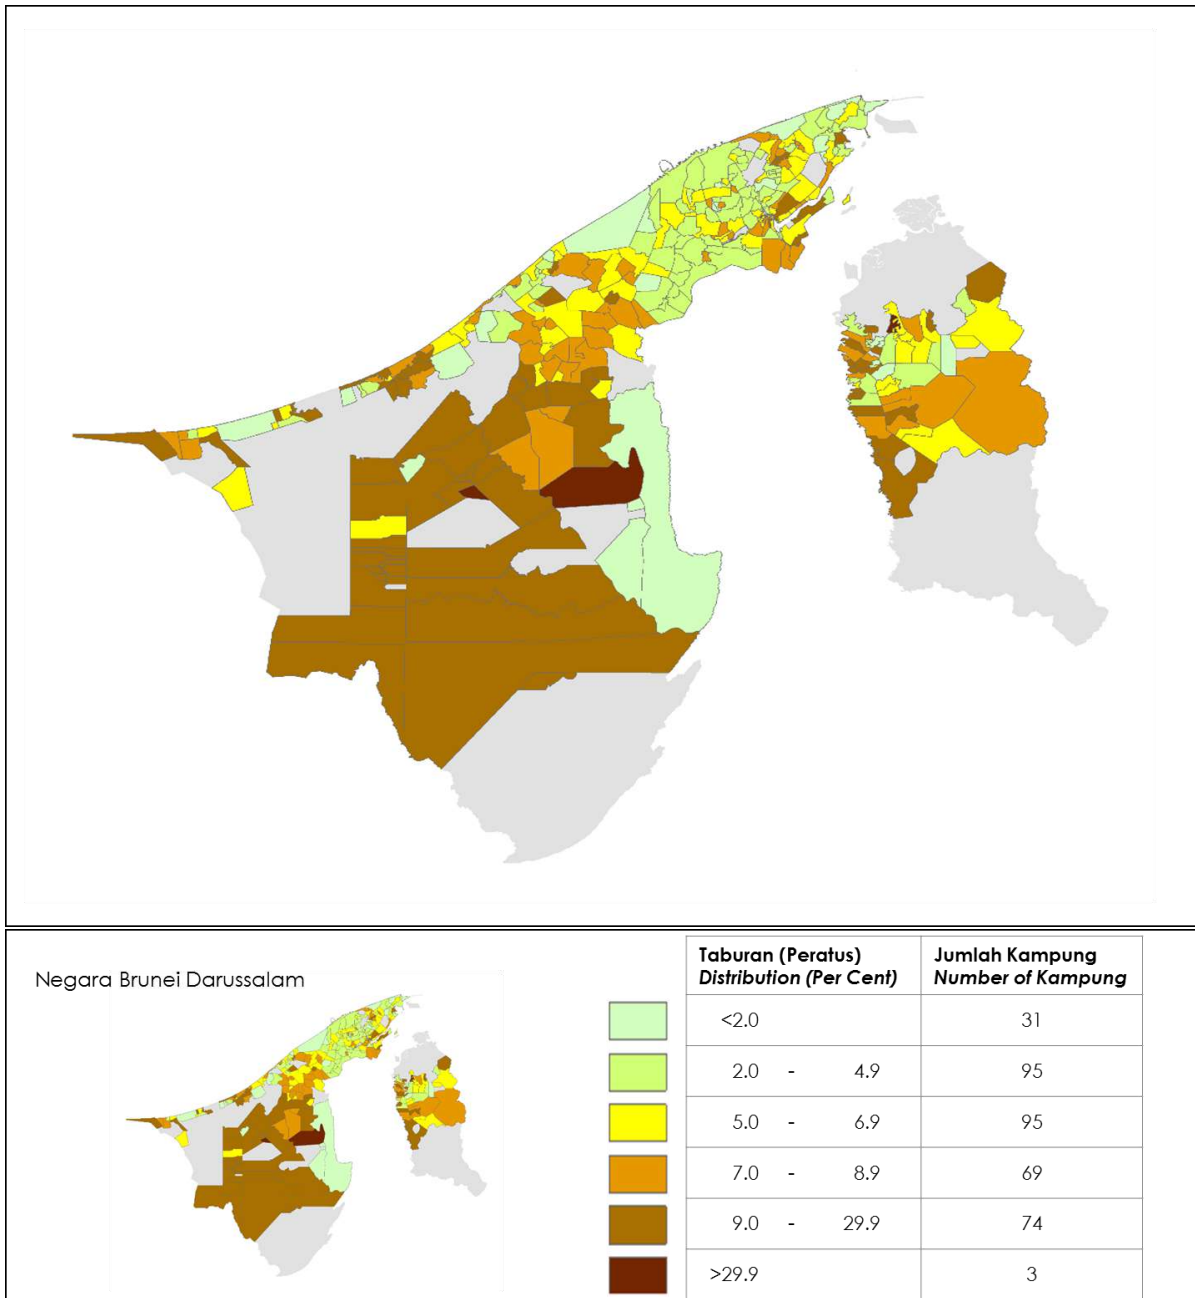 Negara Brunei Darussalam
Taburan (Peratus) Jumlah Kampung
Distribution (Per Cent) Number of Kampung
<2.0 31
2.0 - 4.9 95
5.0 - 6.9 95
7.0 - 8.9 69
9.0 - 29.9 74
>29.9 3